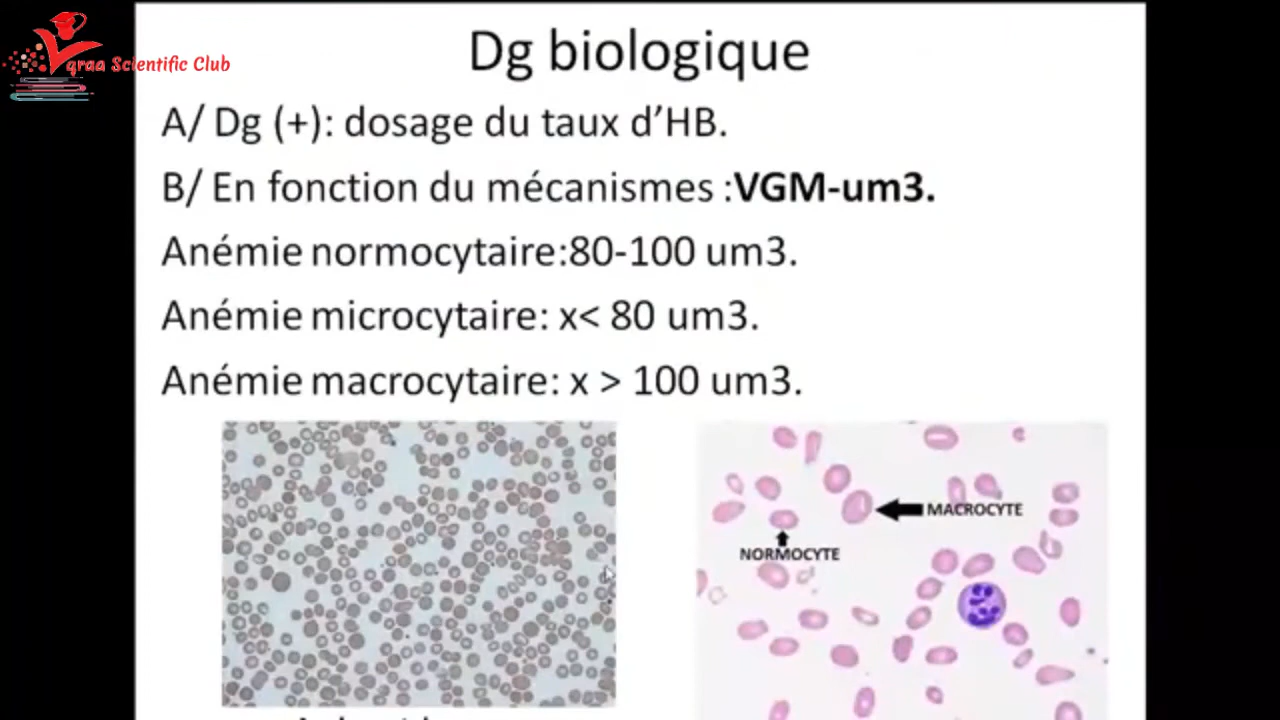 Dg biologique
qraa Scientific Club
A/ Dg (+): dosage du taux d’HB.
B/ En fonction du mécanismes :VGM-um3.
Anémie normocytaire:80-100 um3.
Anémie microcytaire: x< 80 um3.
Anémie macrocytaire: x > 100 um3.
MACROCYTE
NORMOCYTE